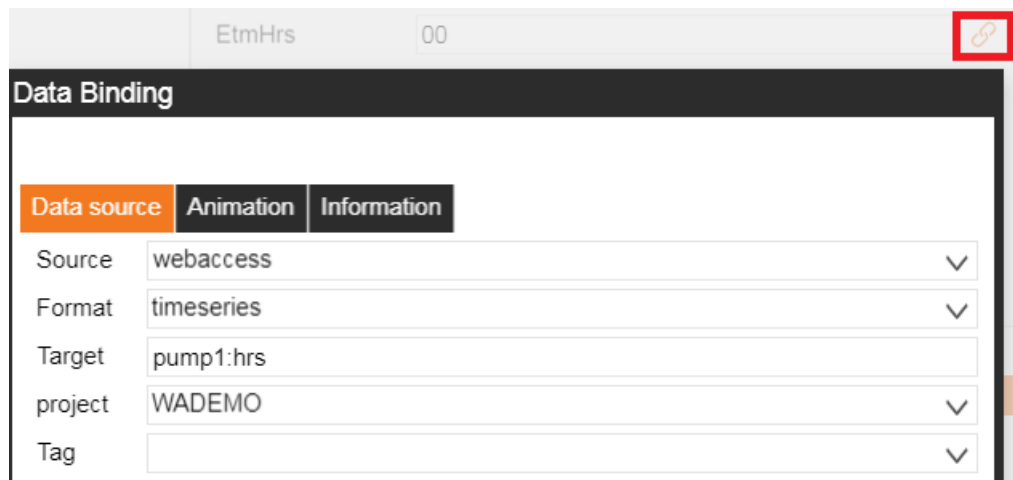 EtmHrs 00
Data Binding
Data source Animation Information
Source webaccess
Format timeseries
Target pump1:hrs
project WADEMO
Tag